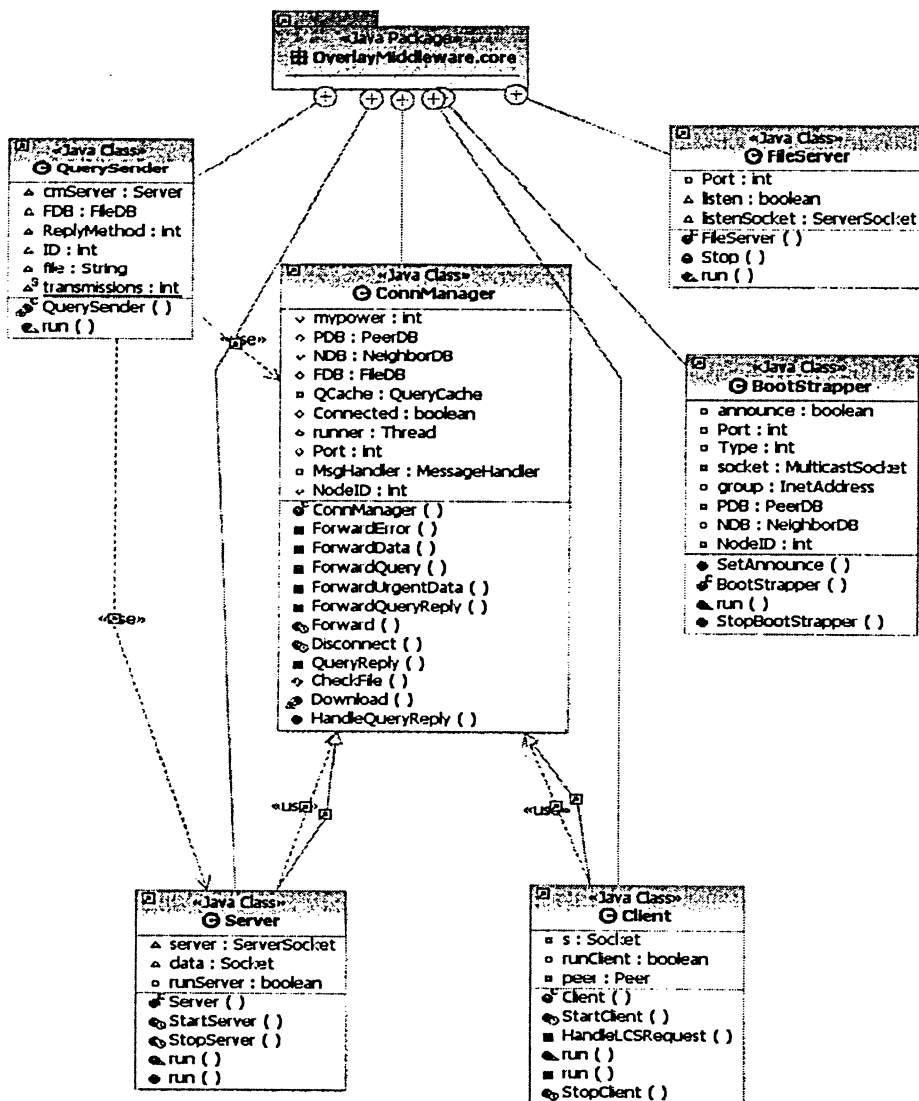 «Java Package»
OverlayMiddleware.core
«Java Class»
QuerySender
cmServer : Server
FDB : FileDB
ReplyMethod : int
ID : int
file : String
transmissions : int
QuerySender ( )
run ( )
«Java Class»
FileServer
Port : int
listen : boolean
listenSocket : ServerSocket
FileServer ( )
Stop ( )
run ( )
«Java Class»
ConnManager
mypower : int
PDB : PeerDB
NDB : NeighborDB
FDB : FileDB
QCache : QueryCache
Connected : boolean
runner : Thread
Port : int
MsgHandler : MessageHandler
NodeID : int
ConnManager ( )
ForwardError ( )
ForwardData ( )
ForwardQuery ( )
ForwardUrgentData ( )
ForwardQueryReply ( )
Forward ( )
Disconnect ( )
QueryReply ( )
CheckFile ( )
Download ( )
HandleQueryReply ( )
«use»
«Java Class»
BootStrapper
announce : boolean
Port : int
Type : int
socket : MulticastSocket
group : InetAddress
PDB : PeerDB
NDB : NeighborDB
NodeID : int
SetAnnounce ( )
BootStrapper ( )
run ( )
StopBootStrapper ( )
«use»
«use»
«use»
«Java Class»
Server
server : ServerSocket
data : Socket
runServer : boolean
Server ( )
StartServer ( )
StopServer ( )
run ( )
run ( )
«Java Class»
Client
s : Socket
runClient : boolean
peer : Peer
Client ( )
StartClient ( )
HandleLCSRequest ( )
run ( )
run ( )
StopClient ( )